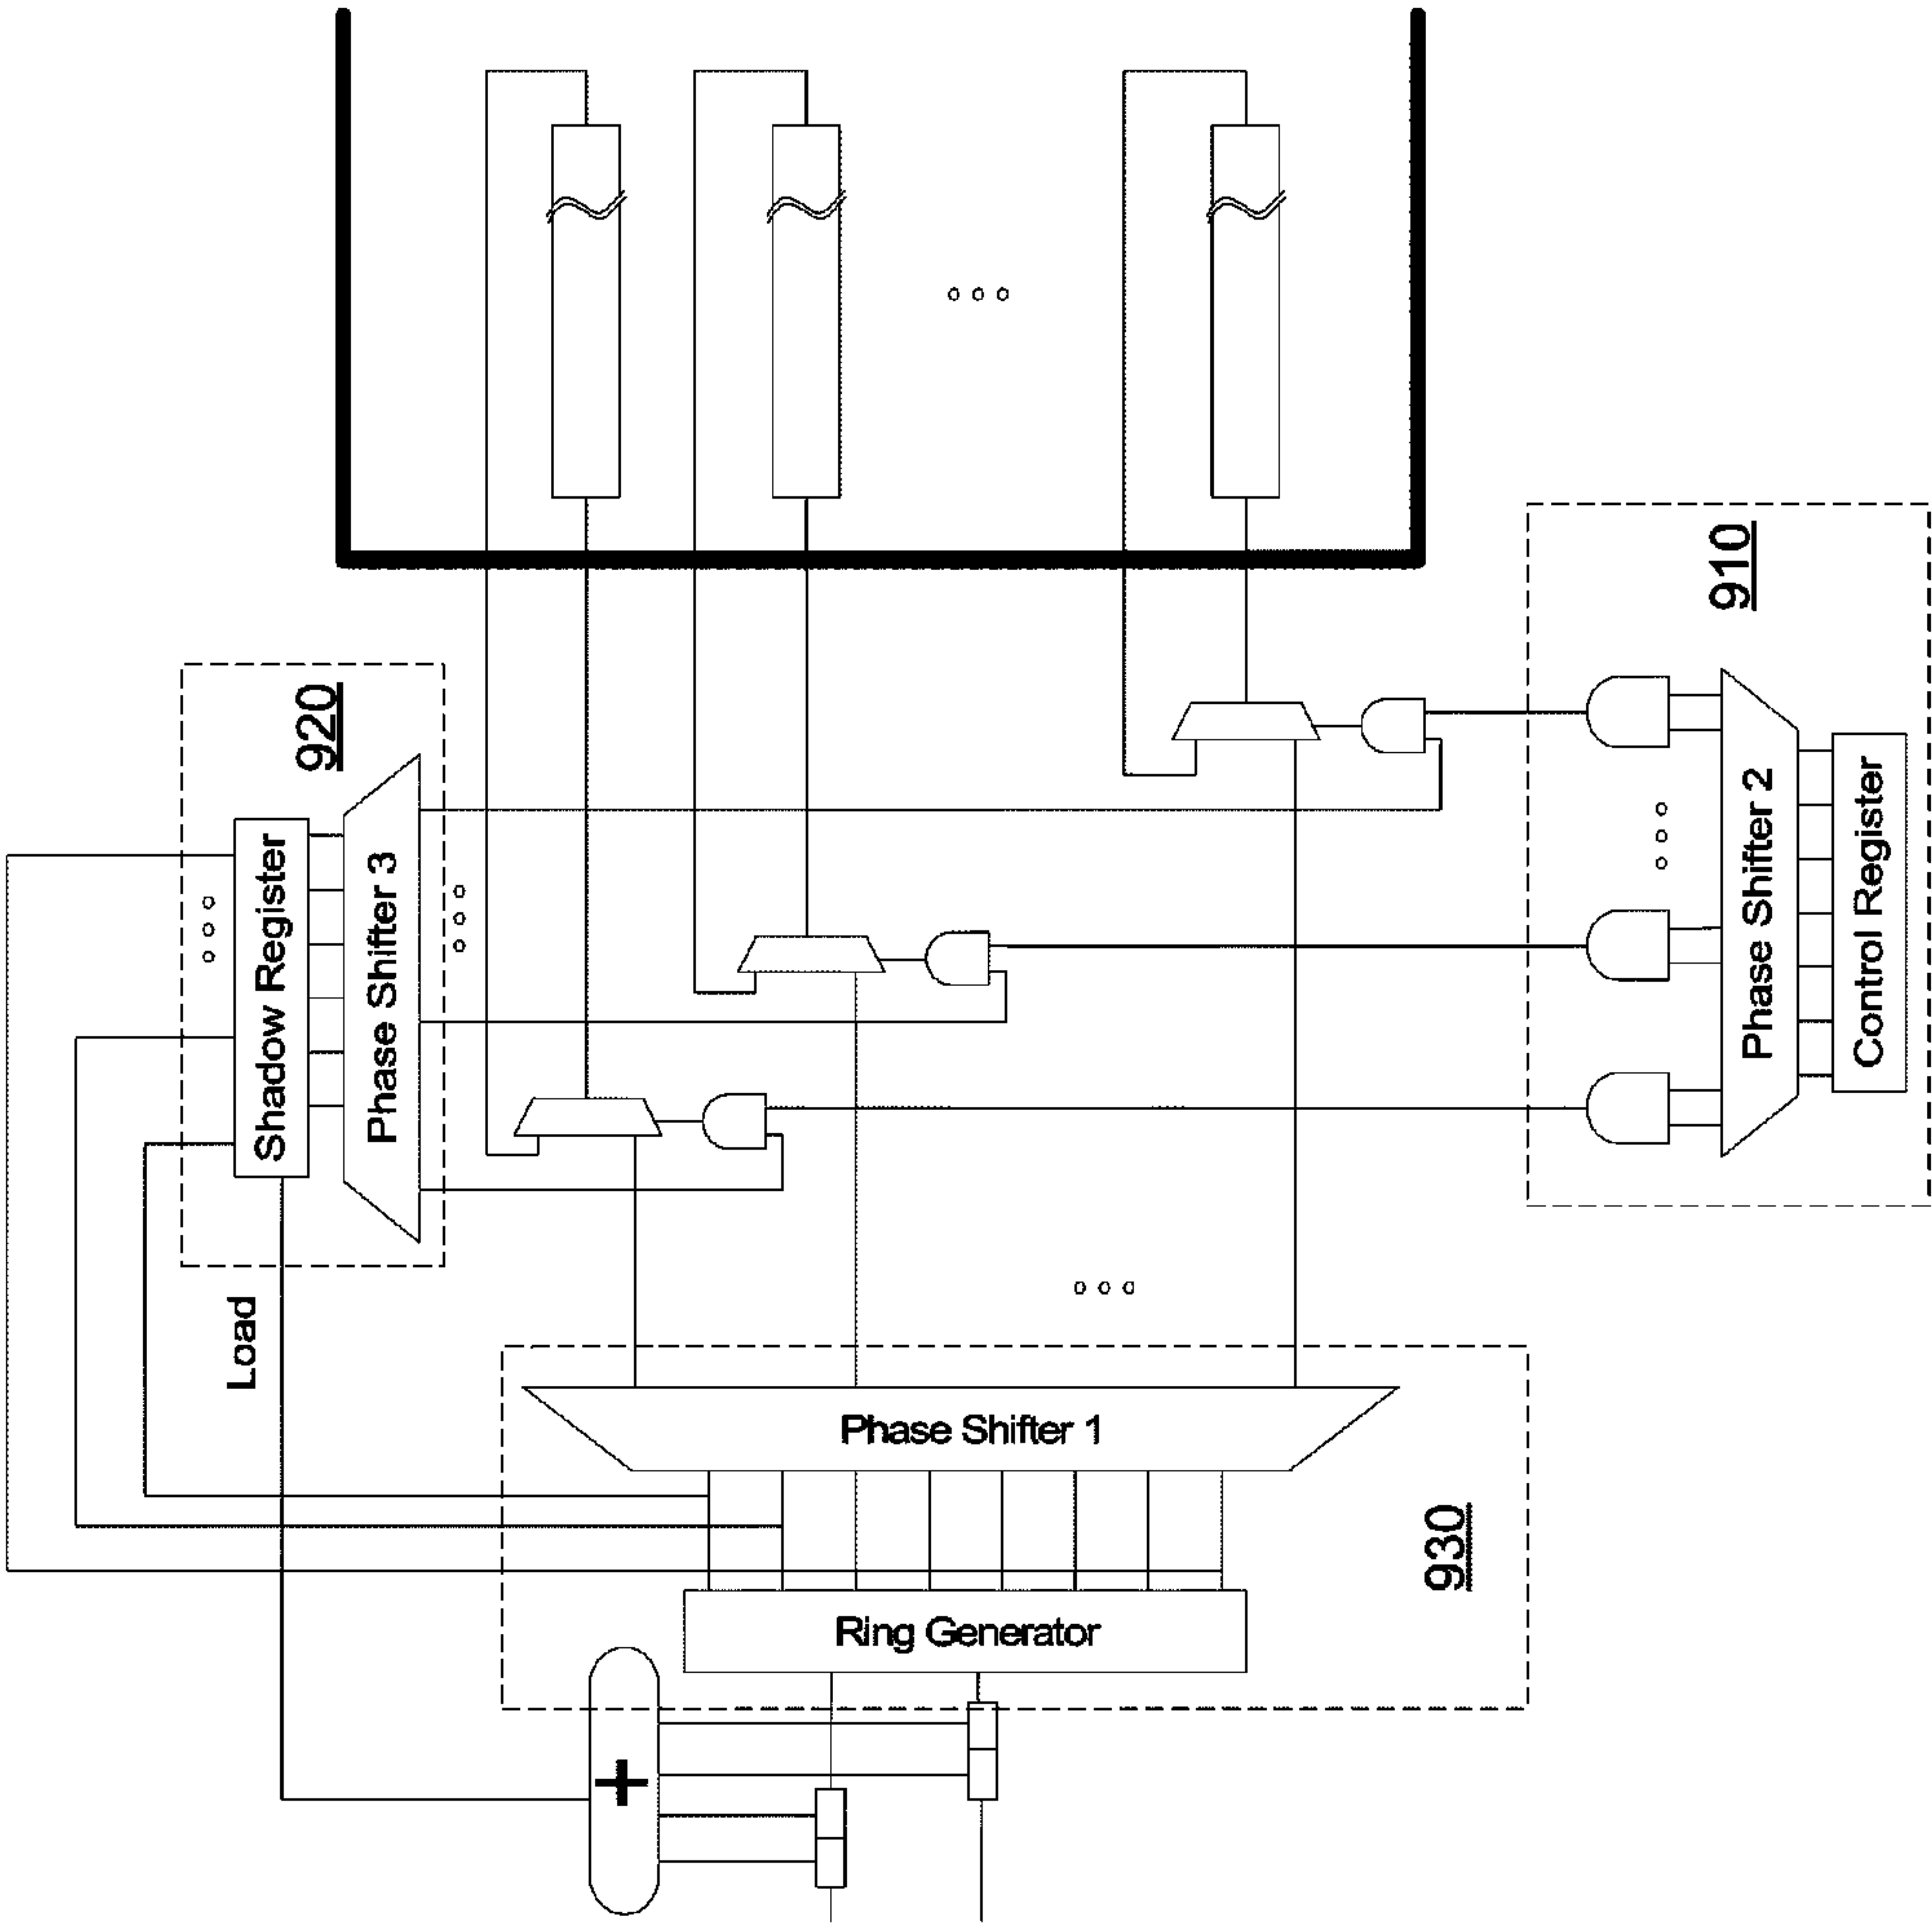 920
Shadow Register
Phase Shifter 3
Load
Phase Shifter 1
Ring Generator
930
+
910
Phase Shifter 2
Control Register